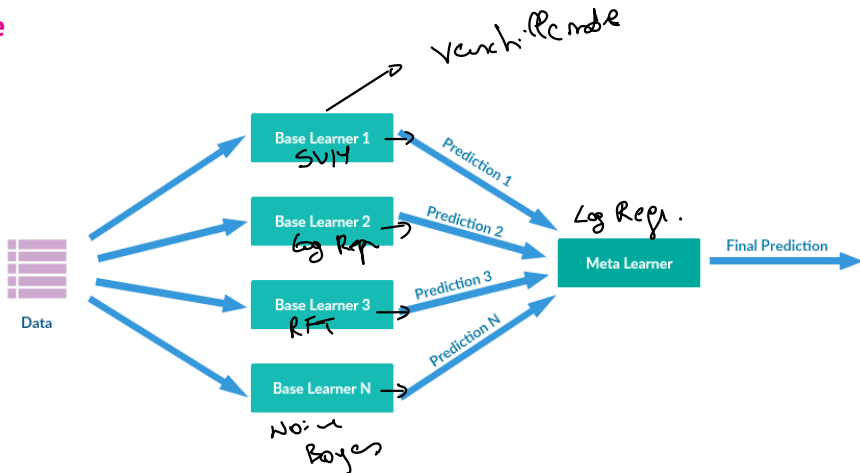 e
Verschillende
Base Learner 1
SVM
Prediction 1
Base Learner 2
Log Regr
Prediction 2
Log Regr.
Meta Learner
Final Prediction
Data
Base Learner 3
RFT
Prediction 3
Base Learner N
Prediction N
Naive
Bayes